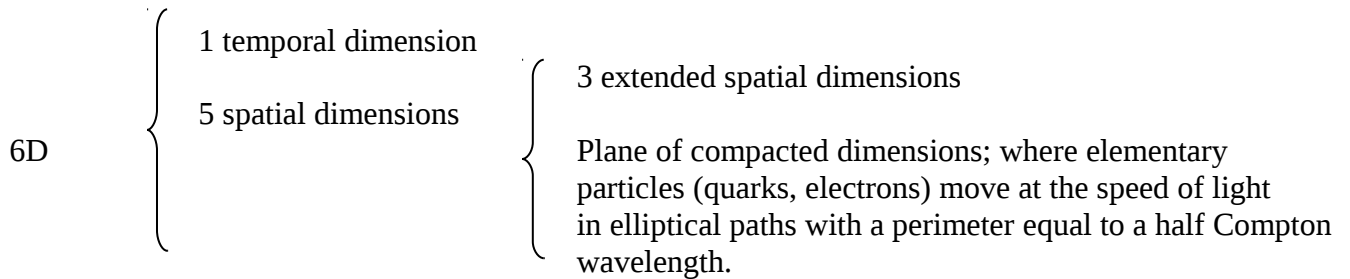 1 temporal dimension
3 extended spatial dimensions
5 spatial dimensions
6D
Plane of compacted dimensions; where elementary
particles (quarks, electrons) move at the speed of light
in elliptical paths with a perimeter equal to a half Compton
wavelength.